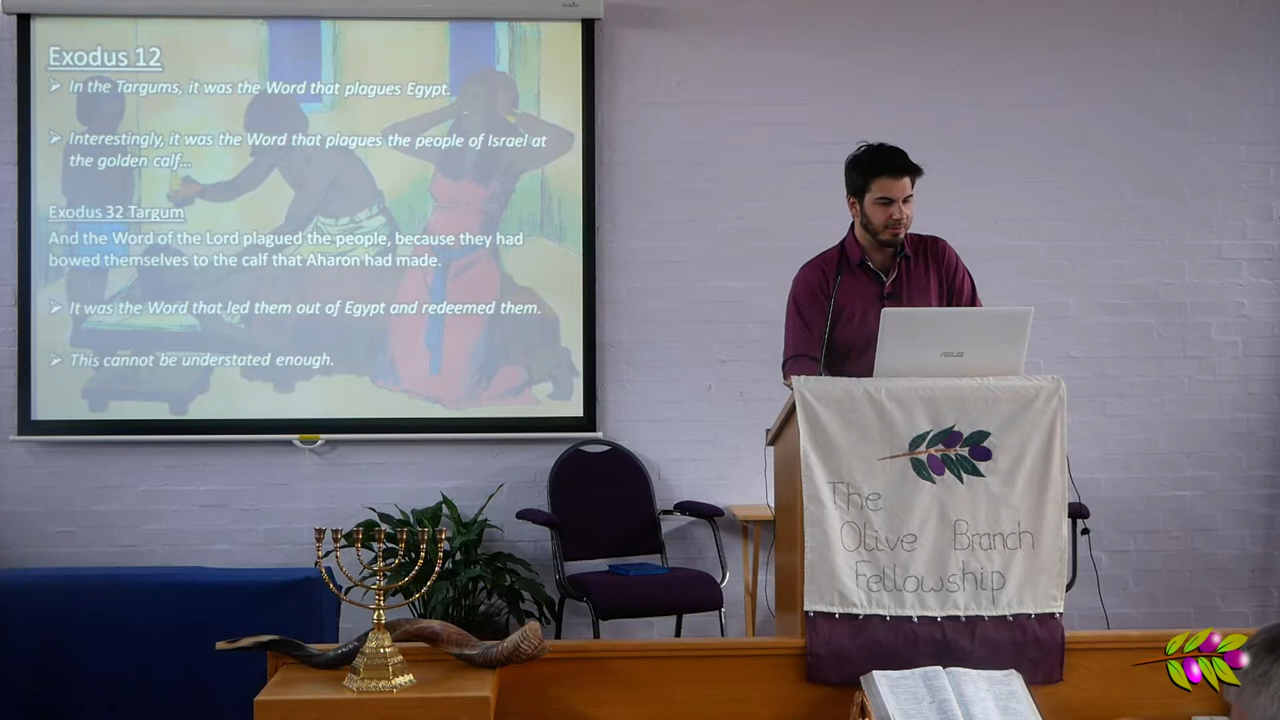 Exodus 12
➢ In the Targums, it was the Word that plagues Egypt.
➢ Interestingly, it was the Word that plagues the people of Israel at
the golden calf...
Exodus 32 Targum
And the Word of the Lord plagued the people, because they had
bowed themselves to the calf that Aharon had made.
➢ It was the Word that led them out of Egypt and redeemed them.
➢ This cannot be understated enough.
ASUS
The
Olive Branch
Fellowship